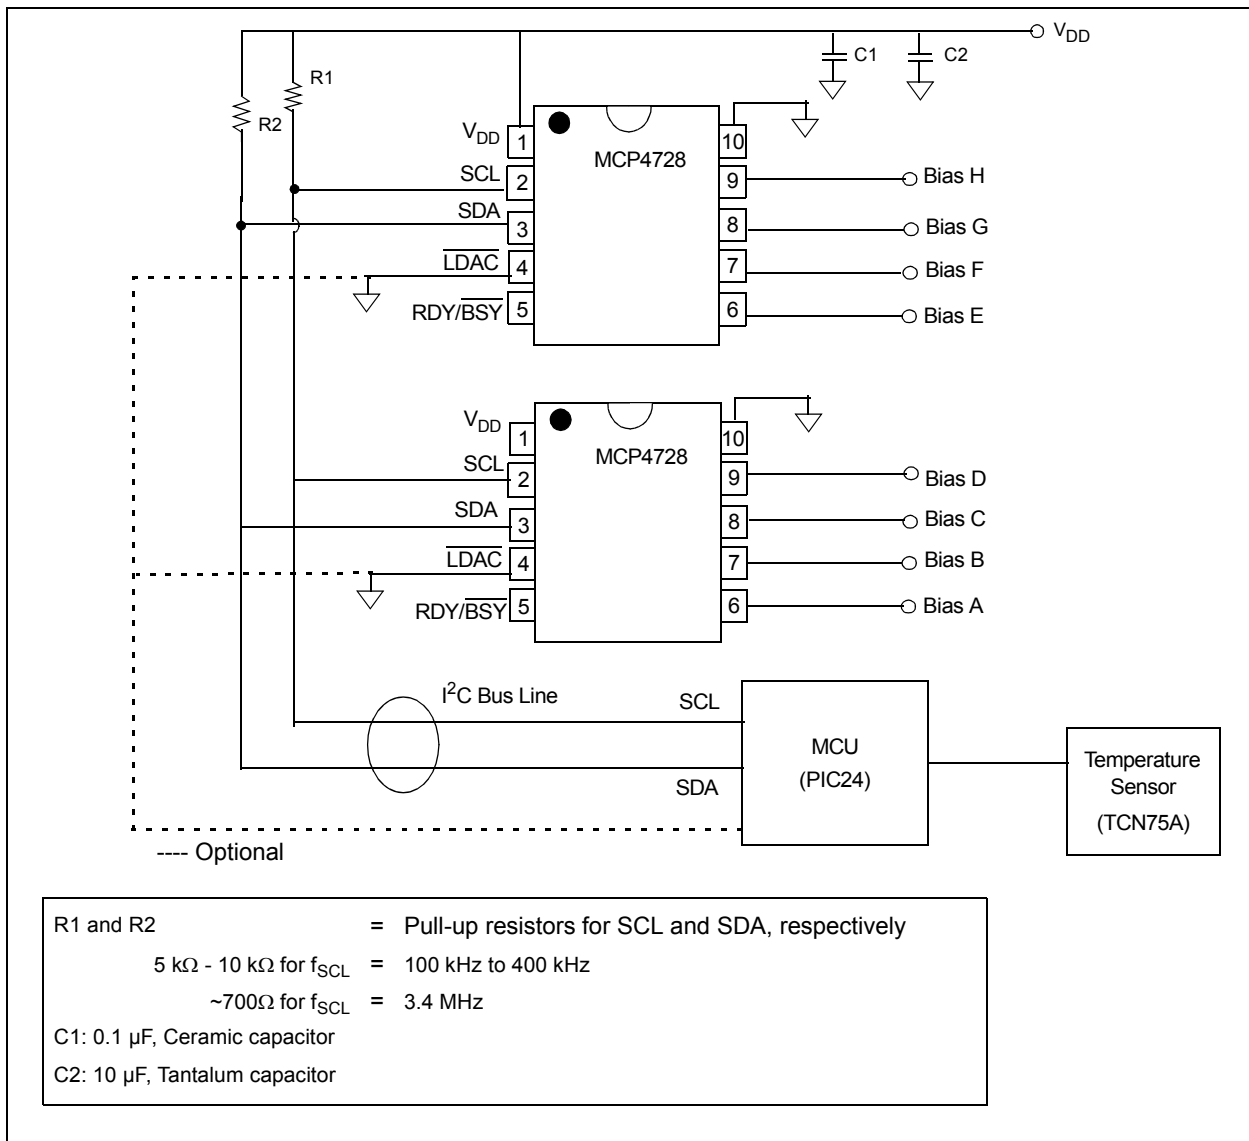 V_DD
C1
C2
R1
R2
V_DD
1
10
MCP4728
SCL
2
9
Bias H
SDA
3
8
Bias G
LDAC
4
7
Bias F
RDY/BSY
5
6
Bias E
V_DD
1
10
MCP4728
SCL
2
9
Bias D
SDA
3
8
Bias C
LDAC
4
7
Bias B
RDY/BSY
5
6
Bias A
I²C Bus Line
SCL
SDA
MCU
(PIC24)
Temperature
Sensor
(TCN75A)
---- Optional
R1 and R2 = Pull-up resistors for SCL and SDA, respectively
5 kΩ - 10 kΩ for f_SCL = 100 kHz to 400 kHz
~700Ω for f_SCL = 3.4 MHz
C1: 0.1 µF, Ceramic capacitor
C2: 10 µF, Tantalum capacitor